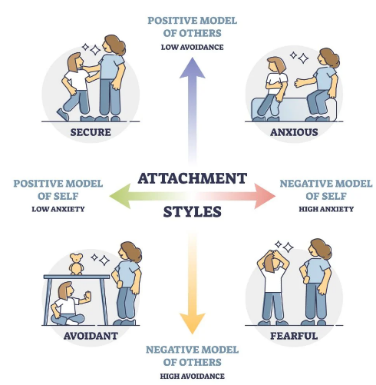 POSITIVE MODEL
OF OTHERS
LOW AVOIDANCE
SECURE
ANXIOUS
POSITIVE MODEL
OF SELF
LOW ANXIETY
ATTACHMENT
STYLES
NEGATIVE MODEL
OF SELF
HIGH ANXIETY
AVOIDANT
FEARFUL
NEGATIVE MODEL
OF OTHERS
HIGH AVOIDANCE